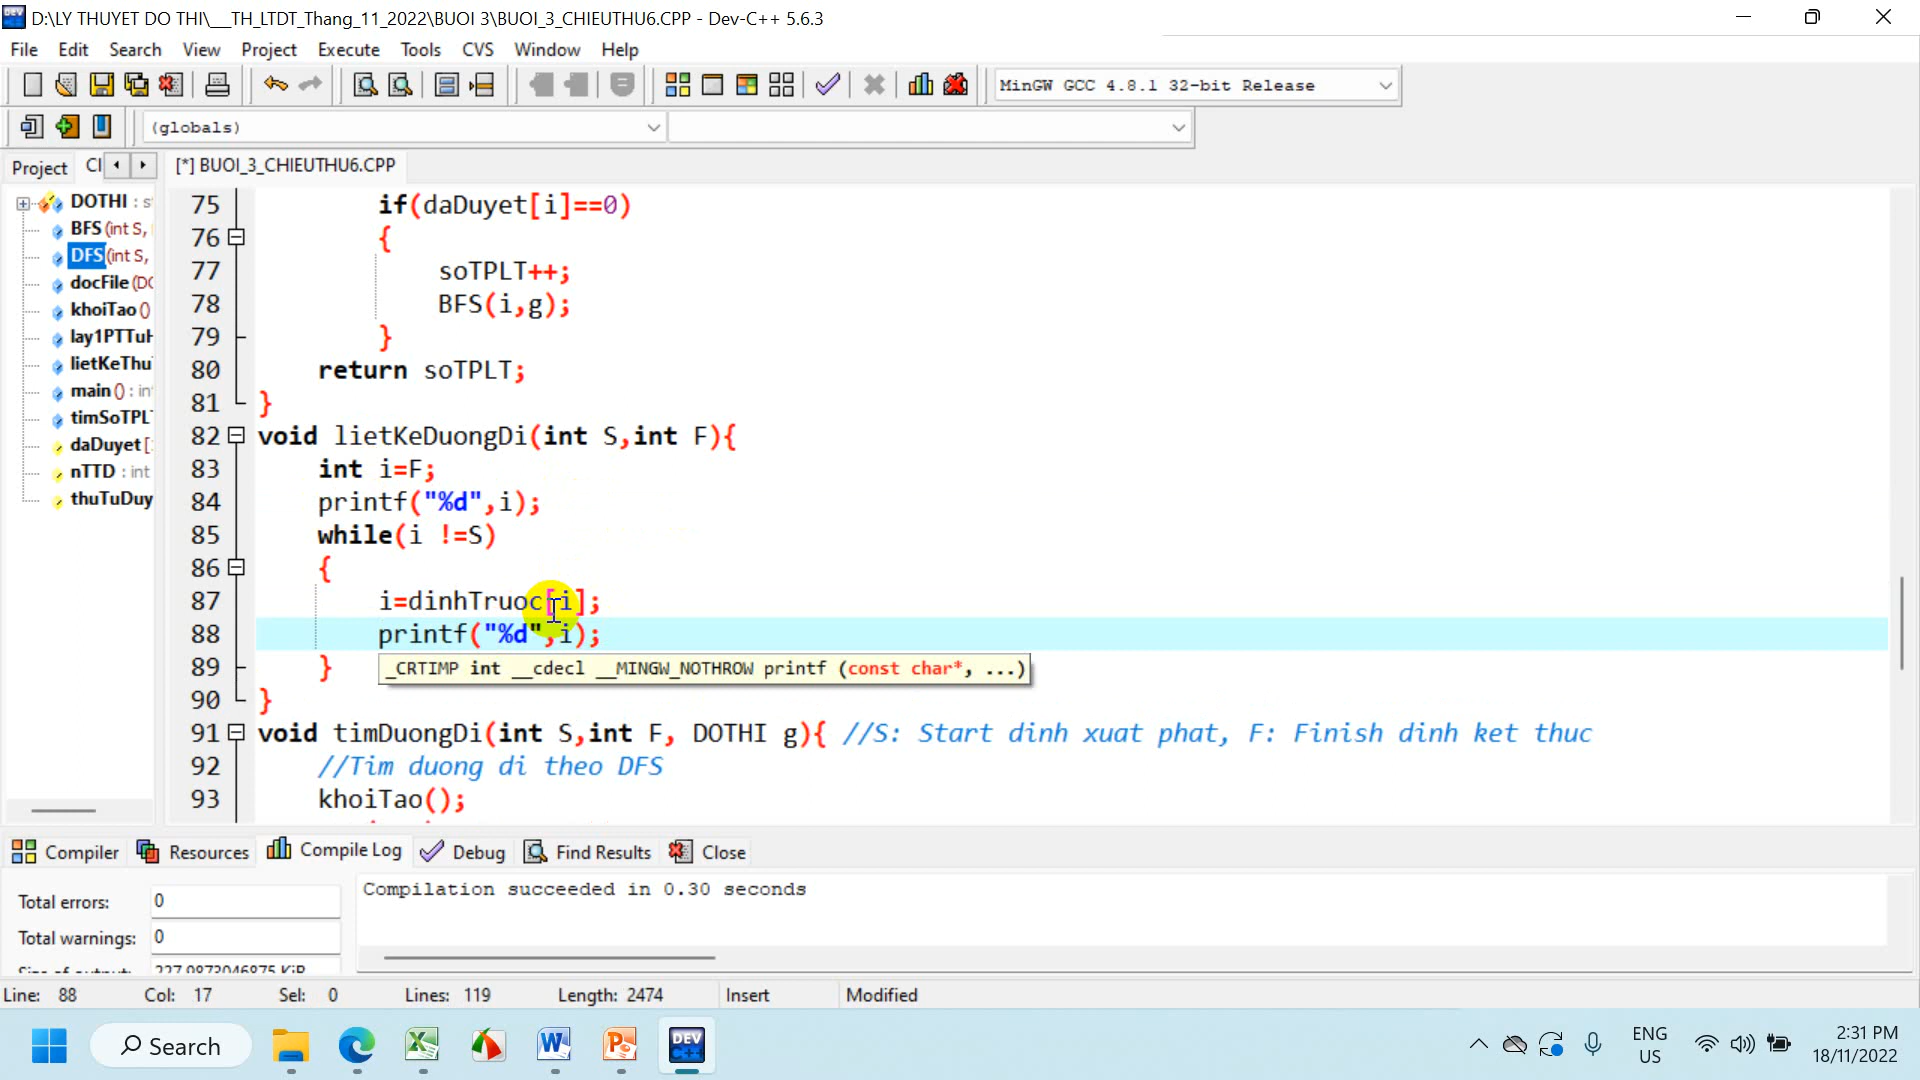 D:\LY THUYET DO THI\___TH_LTDT_Thang_11_2022\BUOI 3\BUOI_3_CHIEUTHU6.CPP - Dev-C++ 5.6.3
File Edit Search View Project Execute Tools CVS Window Help
MinGW GCC 4.8.1 32-bit Release
(globals)
Project Cl [*] BUOI_3_CHIEUTHU6.CPP
DOTHI : s
BFS (int S,
DFS (int S,
docFile (DO
khoiTao ()
lay1PTTuH
lietKeThu
main () : in
timSoTPL
daDuyet [
nTTD : int
thuTuDuy
75 if(daDuyet[i]==0)
76 {
77 soTPLT++;
78 BFS(i,g);
79 }
80 return soTPLT;
81 }
82 void lietKeDuongDi(int S,int F){
83 int i=F;
84 printf("%d",i);
85 while(i !=S)
86 {
87 i=dinhTruoc[i];
88 printf("%d",i);
89 }
_CRTIMP int __cdecl __MINGW_NOTHROW printf (const char*, ...)
90 }
91 void timDuongDi(int S,int F, DOTHI g){ //S: Start dinh xuat phat, F: Finish dinh ket thuc
92 //Tim duong di theo DFS
93 khoiTao();
Compiler Resources Compile Log Debug Find Results Close
Total errors: 0
Total warnings: 0
Size of output: 227.9873046875 KiB
Compilation succeeded in 0.30 seconds
Line: 88 Col: 17 Sel: 0 Lines: 119 Length: 2474 Insert Modified
Search
DEV C++
ENG
US
2:31 PM
18/11/2022